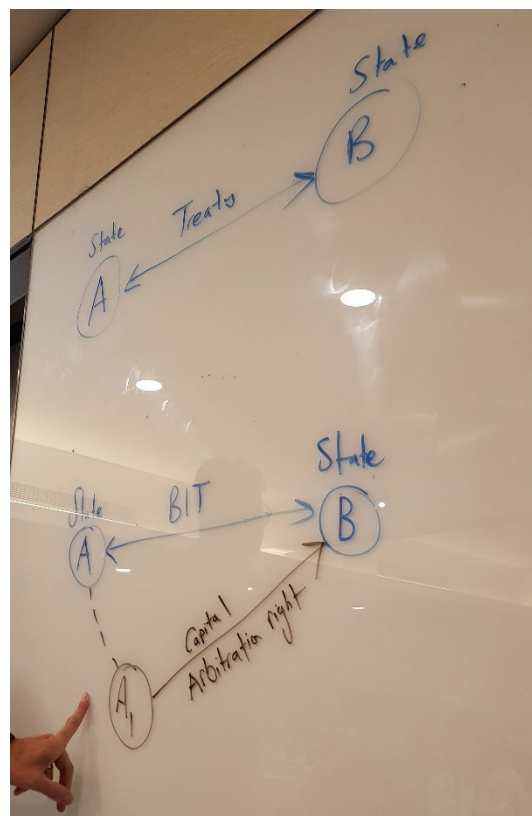 State
B
Treaty
State
A
State
State
BIT
B
A
Capital
Arbitration right
A1